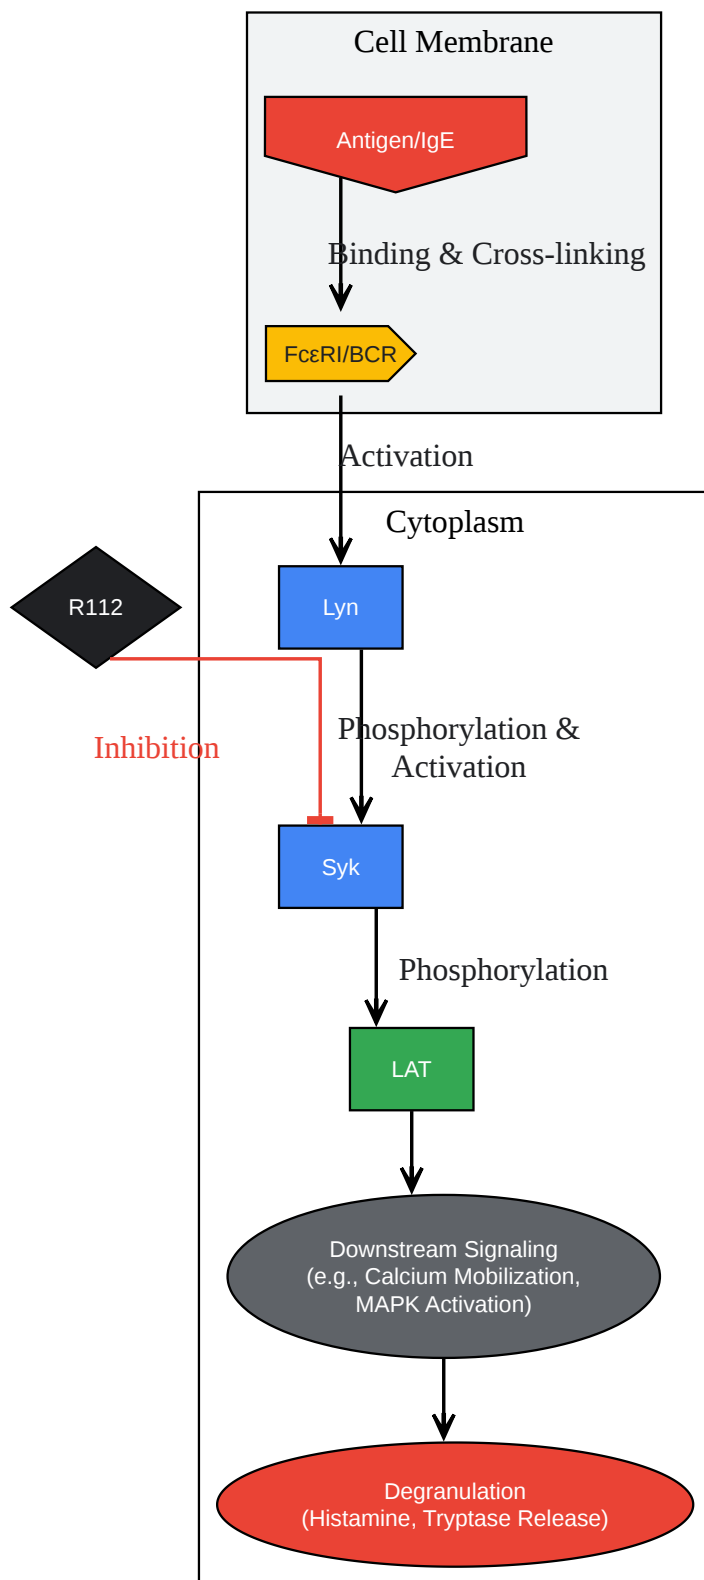 Cell Membrane
Antigen/IgE
Binding & Cross-linking
FcεRI/BCR
Activation
Cytoplasm
R112
Lyn
Inhibition
Phosphorylation &
Activation
Syk
Phosphorylation
LAT
Downstream Signaling
(e.g., Calcium Mobilization,
MAPK Activation)
Degranulation
(Histamine, Tryptase Release)